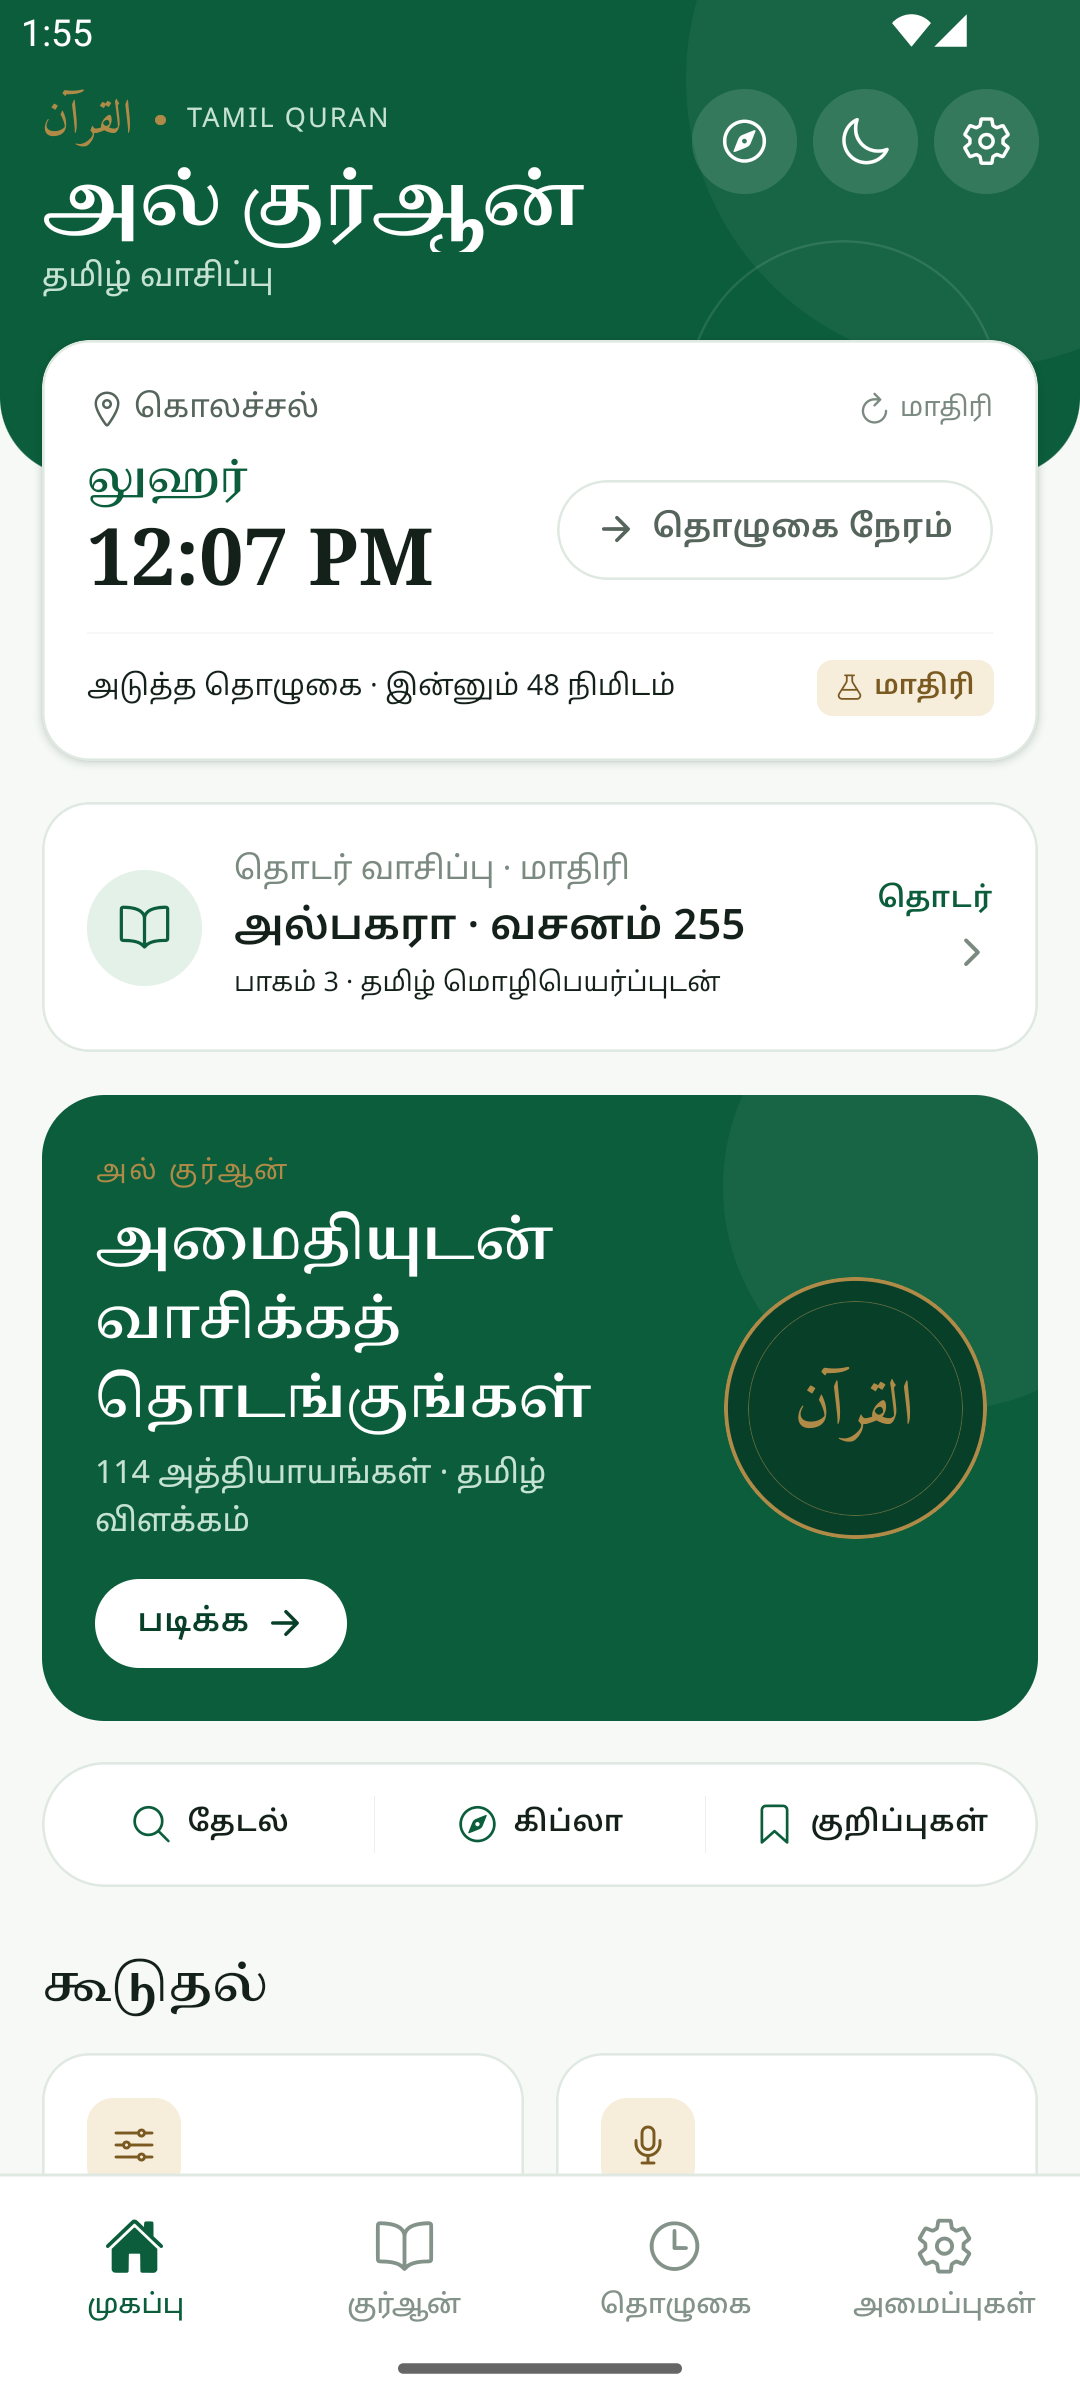 1:55
القرآن • TAMIL QURAN
அல் குர்ஆன்
தமிழ் வாசிப்பு
கொலச்சல்
மாதிரி
லுஹர்
12:07 PM
தொழுகை நேரம்
அடுத்த தொழுகை · இன்னும் 48 நிமிடம்
மாதிரி
தொடர் வாசிப்பு · மாதிரி
அல்பகரா · வசனம் 255
பாகம் 3 · தமிழ் மொழிபெயர்ப்புடன்
தொடர்
அல் குர்ஆன்
அமைதியுடன்
வாசிக்கத்
தொடங்குங்கள்
114 அத்தியாயங்கள் · தமிழ்
விளக்கம்
القرآن
படிக்க
தேடல்
கிப்லா
குறிப்புகள்
கூடுதல்
முகப்பு
குர்ஆன்
தொழுகை
அமைப்புகள்